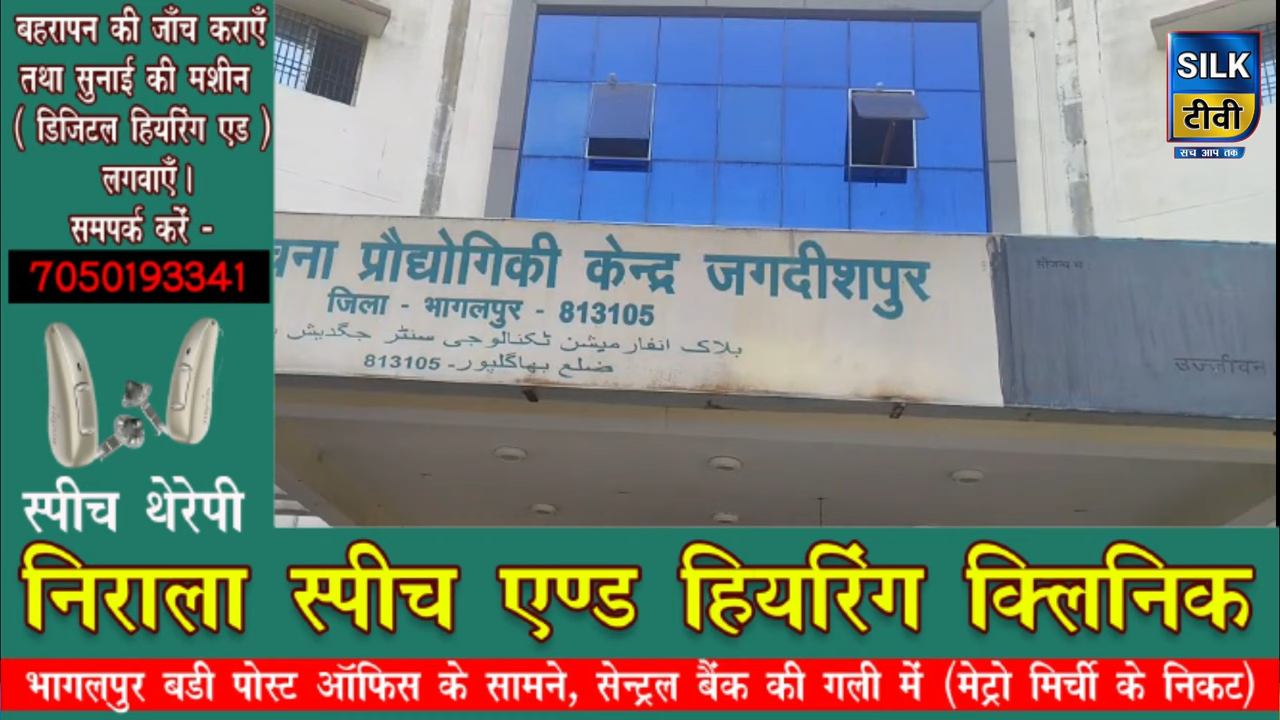 बहरापन की जाँच कराएँ
तथा सुनाई की मशीन
( डिजिटल हियरिंग एड )
लगवाएँ।
समपर्क करें -
7050193341
स्पीच थेरेपी
SILK
टीवी
सच आप तक
प्रौद्योगिकी केन्द्र जगदीशपुर
जिला - भागलपुर - 813105
بلاک انفارمیشن ٹکنالوجی سنٹر جگدیش
ضلع بھاگلپور - 813105
उज्जीवन
निराला स्पीच एण्ड हियरिंग क्लिनिक
भागलपुर बडी पोस्ट ऑफिस के सामने, सेन्ट्रल बैंक की गली में (मेट्रो मिर्ची के निकट)